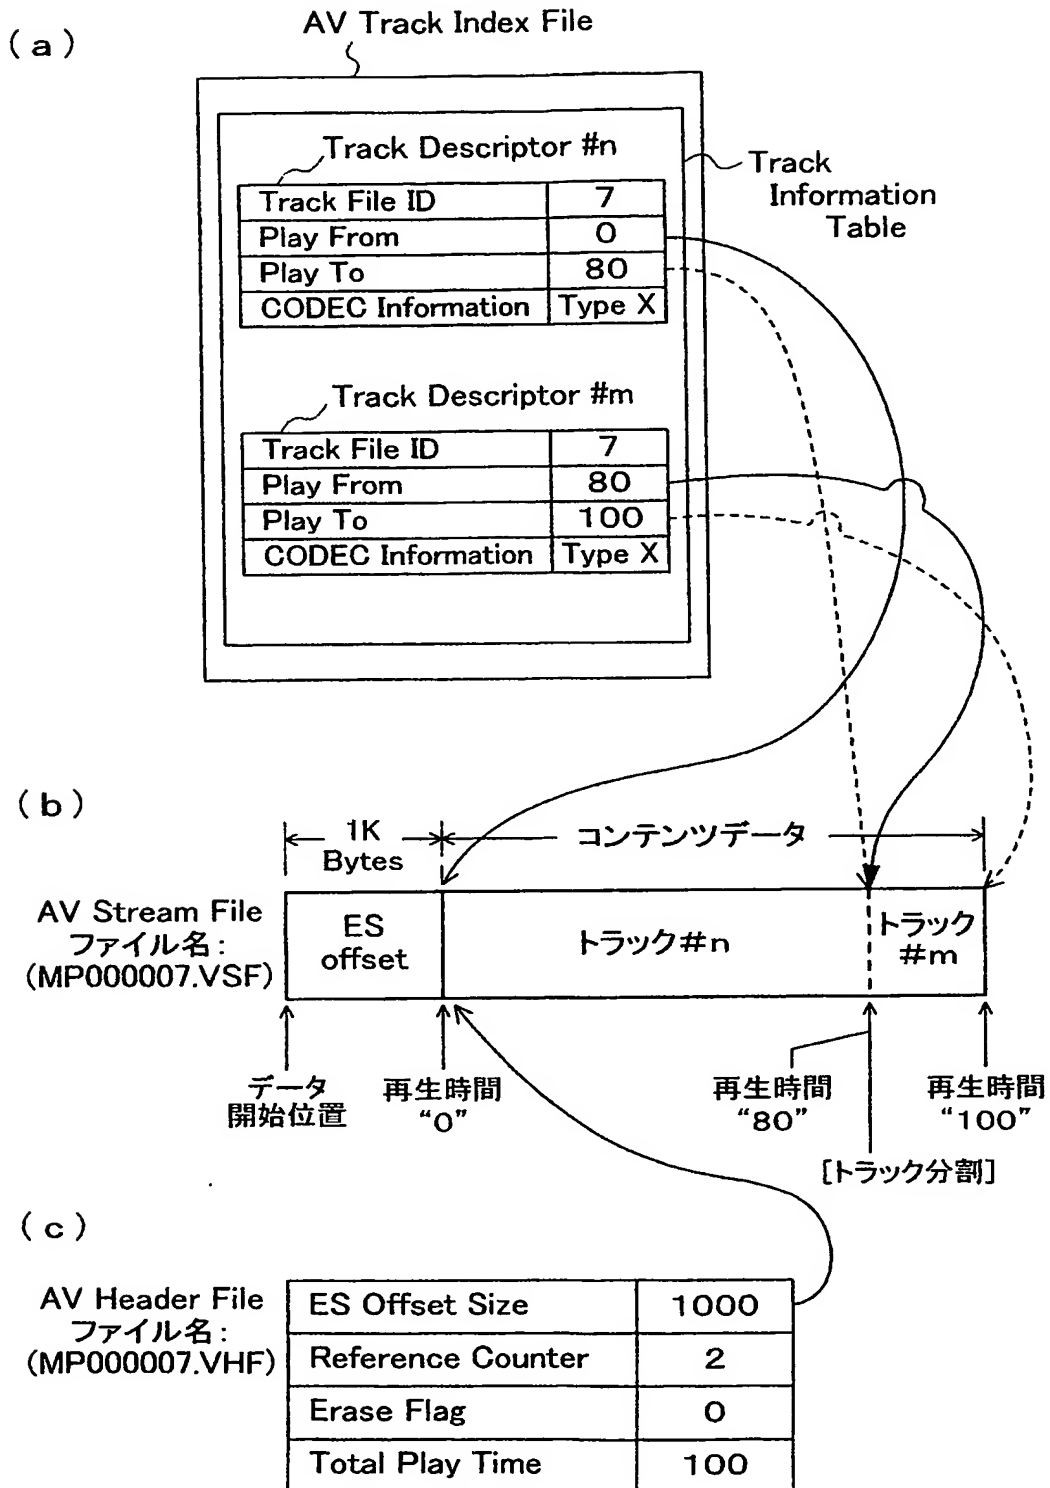 (a)
AV Track Index File
Track Descriptor #n
Track File ID 7
Play From 0
Play To 80
CODEC Information Type X
Track
Information
Table
Track Descriptor #m
Track File ID 7
Play From 80
Play To 100
CODEC Information Type X
(b)
1K
Bytes
コンテンツデータ
AV Stream File
ファイル名:
(MP000007.VSF)
ES
offset
トラック#n
トラック
#m
データ
開始位置
再生時間
“0”
再生時間
“80”
再生時間
“100”
[トラック分割]
(c)
AV Header File
ファイル名:
(MP000007.VHF)
ES Offset Size 1000
Reference Counter 2
Erase Flag 0
Total Play Time 100